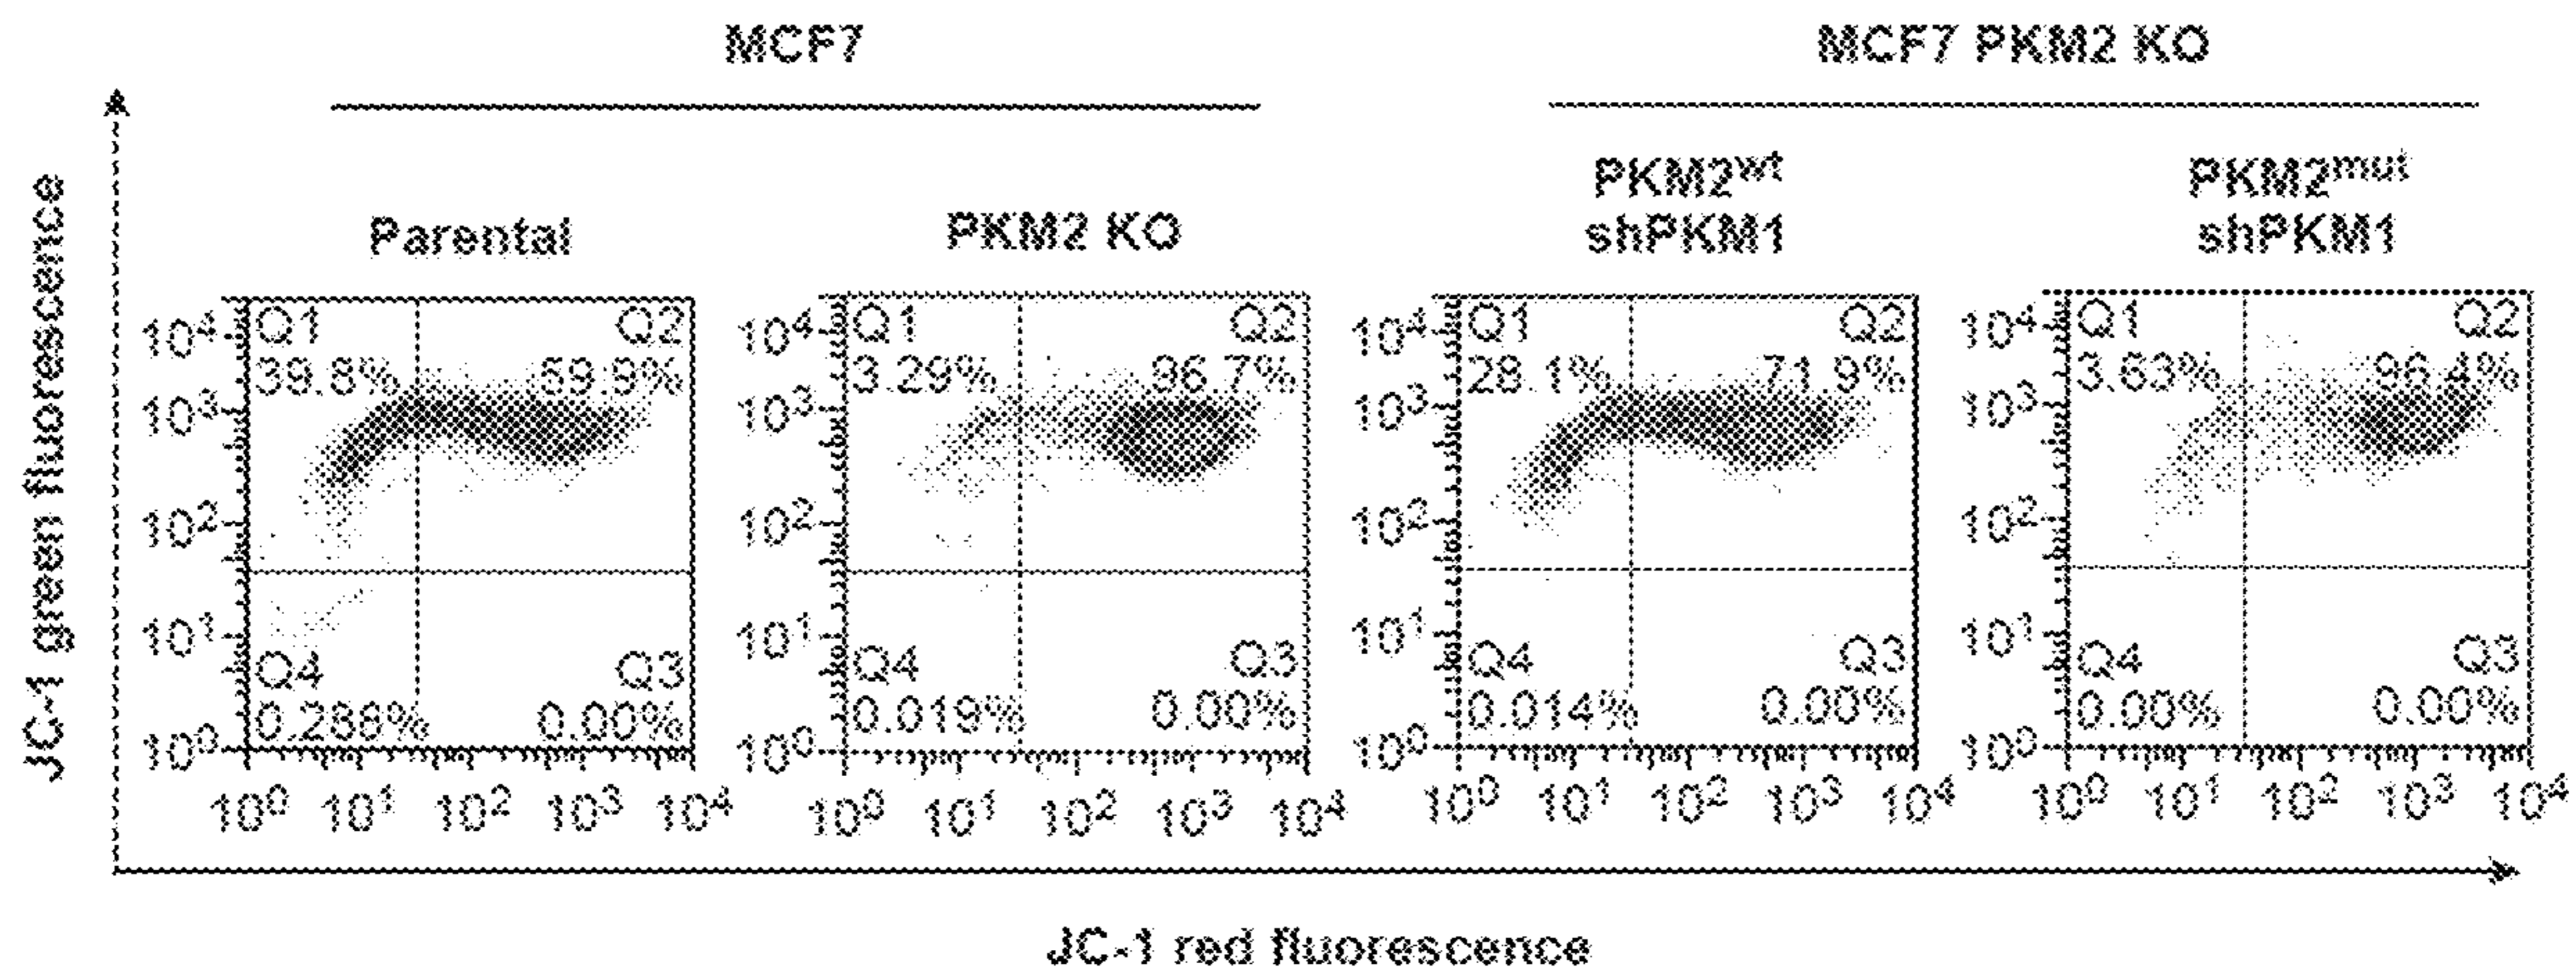 MCF7
MCF7 PKM2 KO
Parental
PKM2 KO
PKM2wt
shPKM1
PKM2mut
shPKM1
JC-1 green fluorescence
104
103
102
101
100
Q1
39.8%
Q2
59.9%
Q4
0.288%
Q3
0.00%
100 101 102 103 104
104
103
102
101
100
Q1
3.29%
Q2
96.7%
Q4
0.019%
Q3
0.00%
100 101 102 103 104
104
103
102
101
100
Q1
28.1%
Q2
71.9%
Q4
0.014%
Q3
0.00%
100 101 102 103 104
104
103
102
101
100
Q1
3.63%
Q2
96.4%
Q4
0.00%
Q3
0.00%
100 101 102 103 104
JC-1 red fluorescence